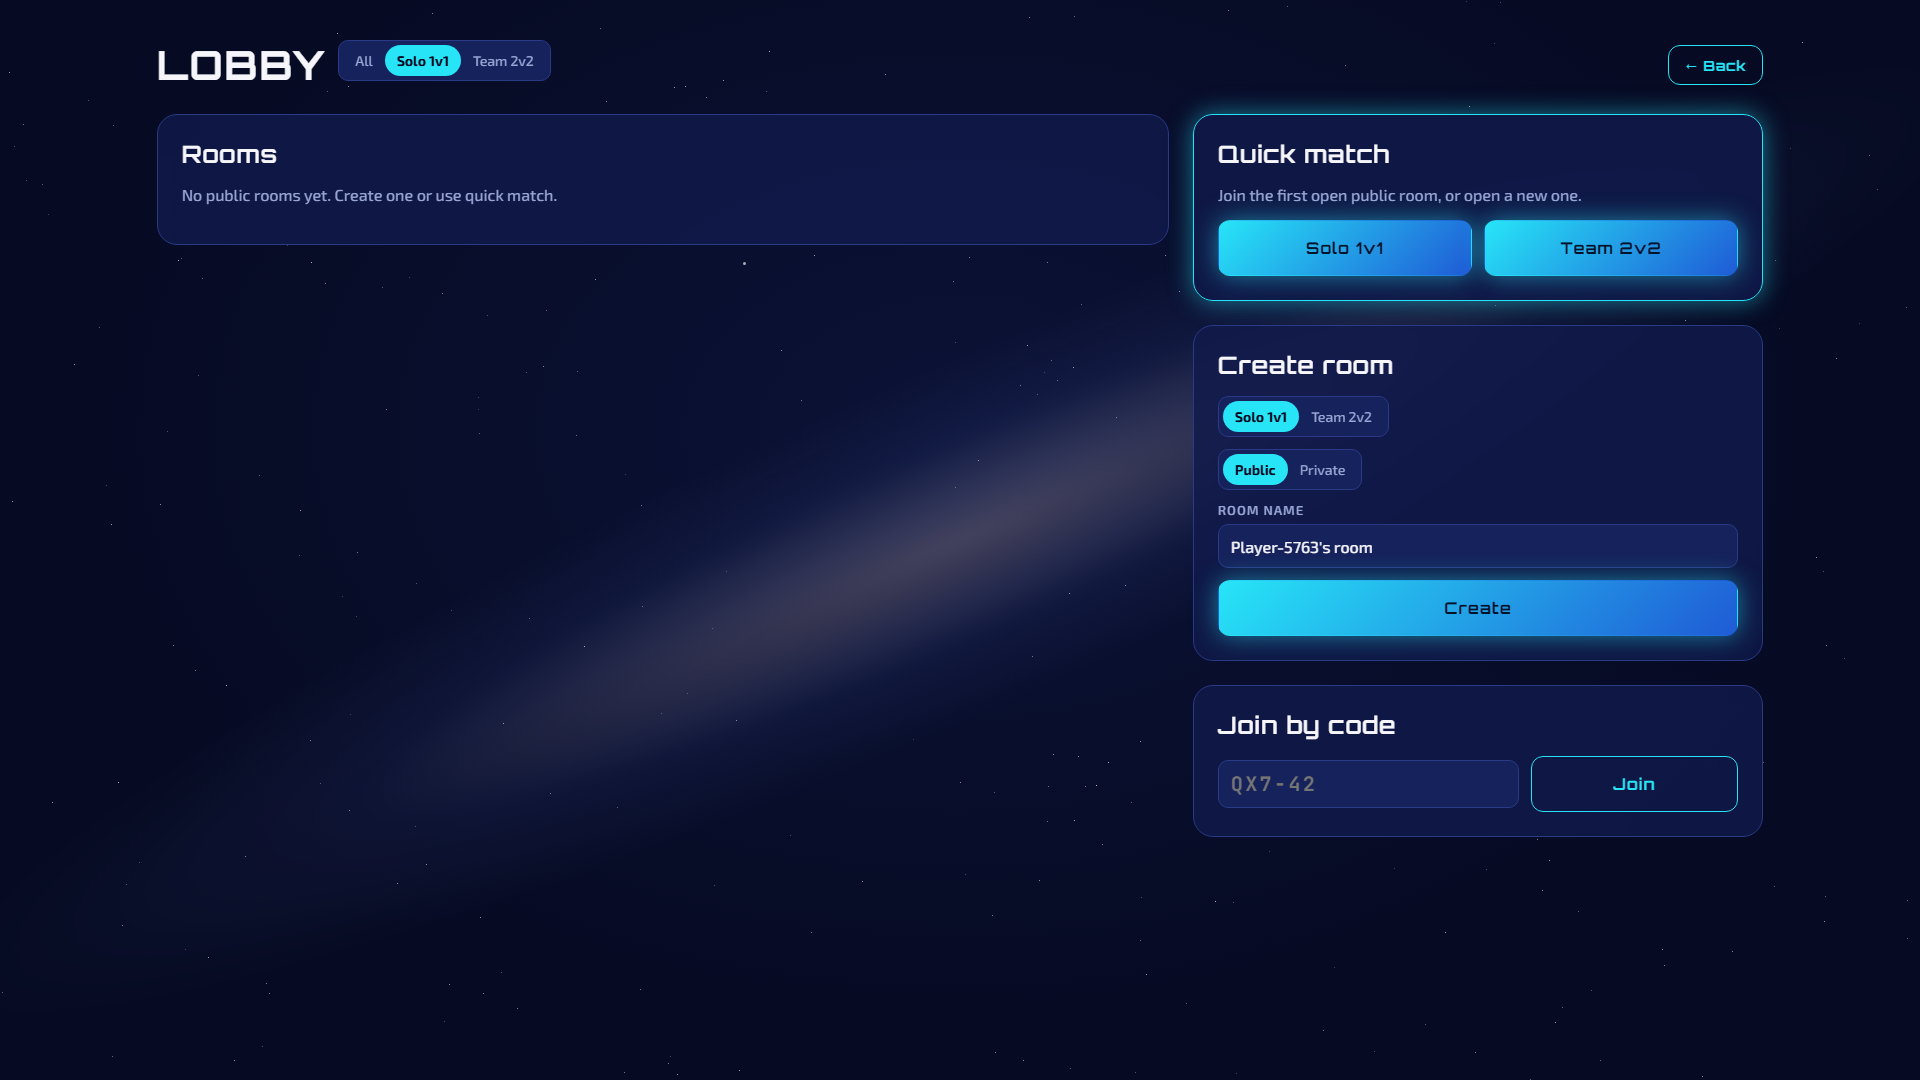 LOBBY
All Solo 1v1 Team 2v2
← Back
Rooms
No public rooms yet. Create one or use quick match.
Quick match
Join the first open public room, or open a new one.
Solo 1v1 Team 2v2
Create room
Solo 1v1 Team 2v2
Public Private
ROOM NAME
Player-5763's room
Create
Join by code
QX7-42
Join